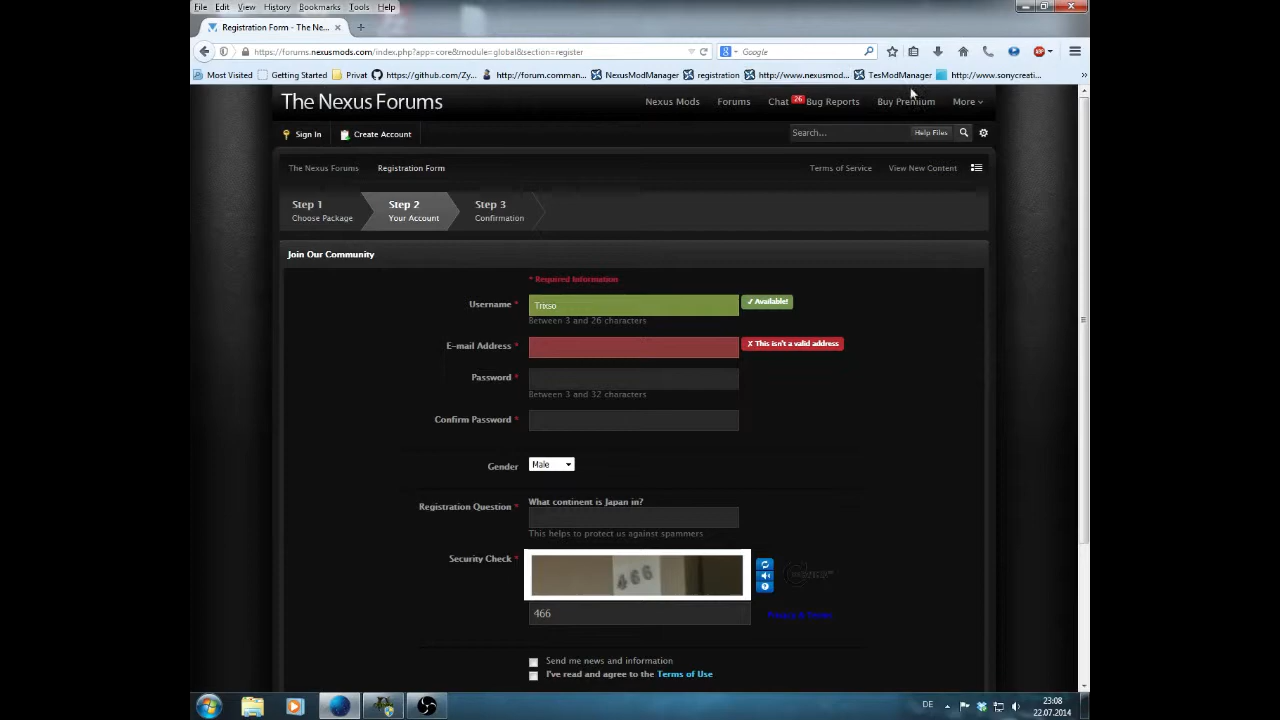 File Edit View History Bookmarks Tools Help
Registration Form - The Ne...
https://forums.nexusmods.com/index.php?app=core&module=global&section=register
Google
Most Visited Getting Started Privat https://github.com/Zy... http://forum.comman... NexusModManager registration http://www.nexusmod... TesModManager http://www.sonycreati... »
The Nexus Forums
Nexus Mods Forums Chat 26 Bug Reports Buy Premium More
Sign In Create Account
Search... Help Files
The Nexus Forums Registration Form Terms of Service View New Content
Step 1 Step 2 Step 3
Choose Package Your Account Confirmation
Join Our Community
* Required Information
Username * Trixso ✓ Available!
Between 3 and 26 characters
E-mail Address * ✗ This isn't a valid address
Password *
Between 3 and 32 characters
Confirm Password *
Gender Male
What continent is Japan in?
Registration Question *
This helps to protect us against spammers
Security Check *
466
466
Send me news and information
I've read and agree to the Terms of Use
DE 23:08
22.07.2014